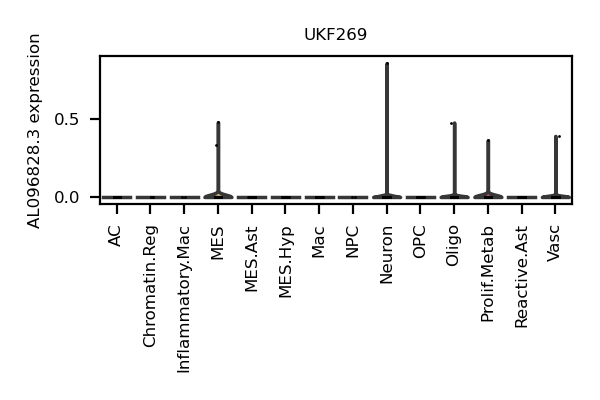 UKF269
AL096828.3 expression
0.5
0.0
AC
Chromatin.Reg
Inflammatory.Mac
MES
MES.Ast
MES.Hyp
Mac
NPC
Neuron
OPC
Oligo
Prolif.Metab
Reactive.Ast
Vasc